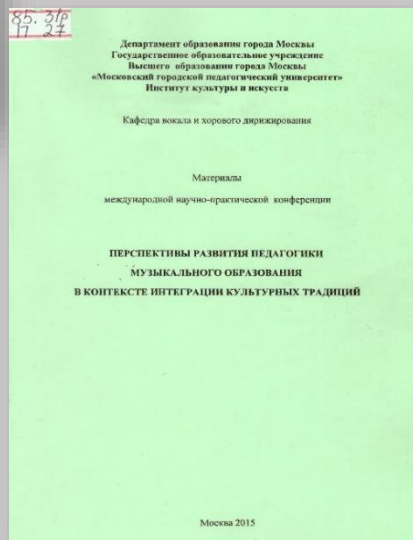 85.31р
П 27
Департамент образования города Москвы
Государственное образовательное учреждение
Высшего образования города Москвы
«Московский городской педагогический университет»
Институт культуры и искусств
Кафедра вокала и хорового дирижирования
Материалы
международной научно-практической конференции
ПЕРСПЕКТИВЫ РАЗВИТИЯ ПЕДАГОГИКИ
МУЗЫКАЛЬНОГО ОБРАЗОВАНИЯ
В КОНТЕКСТЕ ИНТЕГРАЦИИ КУЛЬТУРНЫХ ТРАДИЦИЙ
Москва 2015